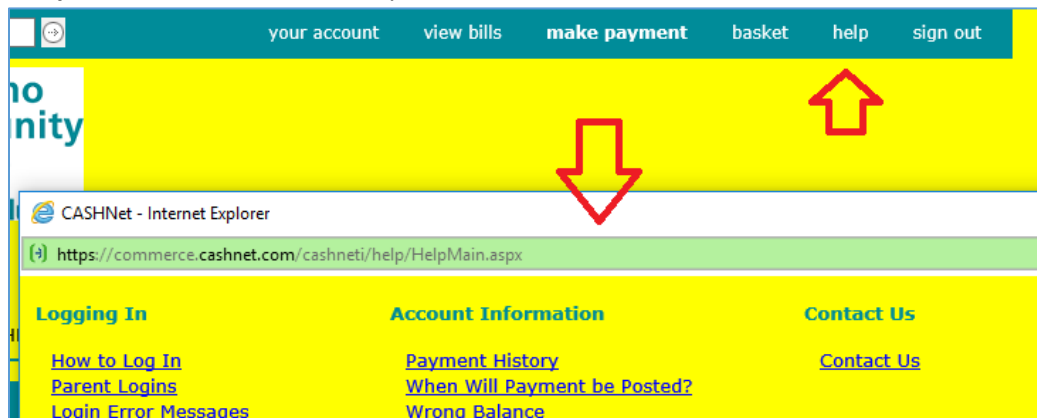 your account view bills make payment basket help sign out
no
nity
CASHNet - Internet Explorer
https://commerce.cashnet.com/cashneti/help/HelpMain.aspx
Logging In Account Information Contact Us
How to Log In Payment History Contact Us
Parent Logins When Will Payment be Posted?
Login Error Messages Wrong Balance